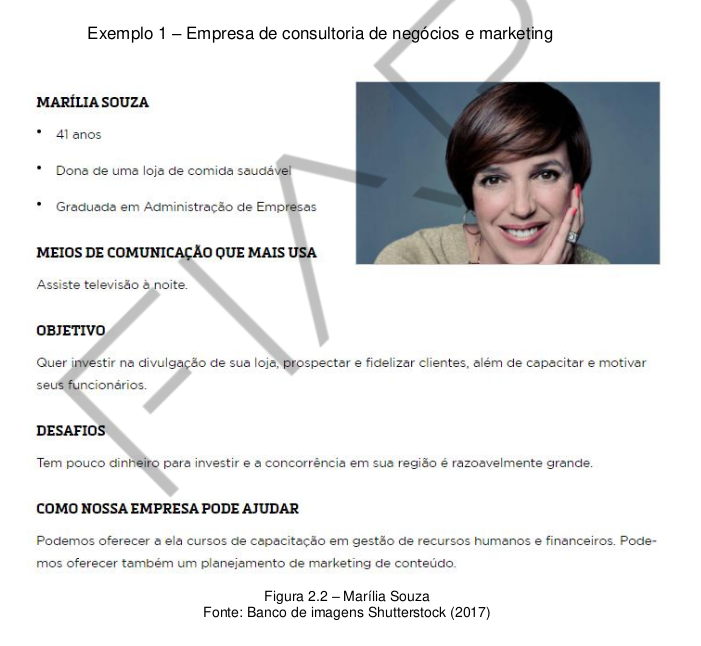 Exemplo 1 – Empresa de consultoria de negócios e marketing
MARÍLIA SOUZA
• 41 anos
• Dona de uma loja de comida saudável
• Graduada em Administração de Empresas
MEIOS DE COMUNICAÇÃO QUE MAIS USA
Assiste televisão à noite.
OBJETIVO
Quer investir na divulgação de sua loja, prospectar e fidelizar clientes, além de capacitar e motivar
seus funcionários.
DESAFIOS
Tem pouco dinheiro para investir e a concorrência em sua região é razoavelmente grande.
COMO NOSSA EMPRESA PODE AJUDAR
Podemos oferecer a ela cursos de capacitação em gestão de recursos humanos e financeiros. Pode-
mos oferecer também um planejamento de marketing de conteúdo.
Figura 2.2 – Marília Souza
Fonte: Banco de imagens Shutterstock (2017)
FIAP